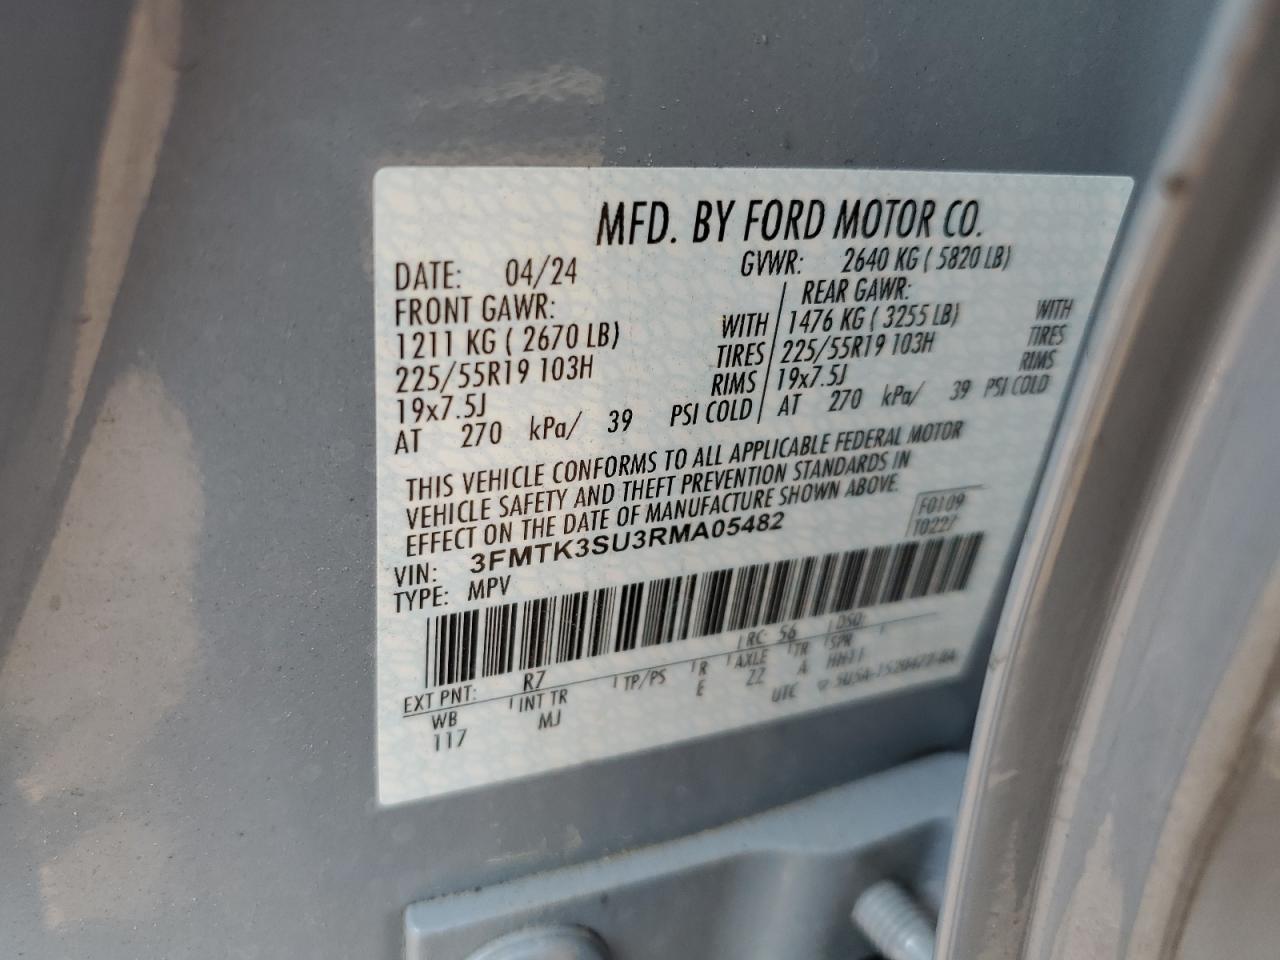 MFD. BY FORD MOTOR CO.
DATE: 04/24 GVWR: 2640 KG ( 5820 LB)
FRONT GAWR: REAR GAWR:
1211 KG ( 2670 LB) WITH 1476 KG ( 3255 LB) WITH
225/55R19 103H TIRES 225/55R19 103H TIRES
19x7.5J RIMS 19x7.5J RIMS
AT 270 kPa/ 39 PSI COLD AT 270 kPa/ 39 PSI COLD
THIS VEHICLE CONFORMS TO ALL APPLICABLE FEDERAL MOTOR
VEHICLE SAFETY AND THEFT PREVENTION STANDARDS IN
EFFECT ON THE DATE OF MANUFACTURE SHOWN ABOVE.
F0109
T0227
VIN: 3FMTK3SU3RMA05482
TYPE: MPV
EXT PNT: R7 RC: 56 DSO:
WB INT TR TP/PS R AXLE TR SPR
117 MJ E ZZ A HH11
UTC